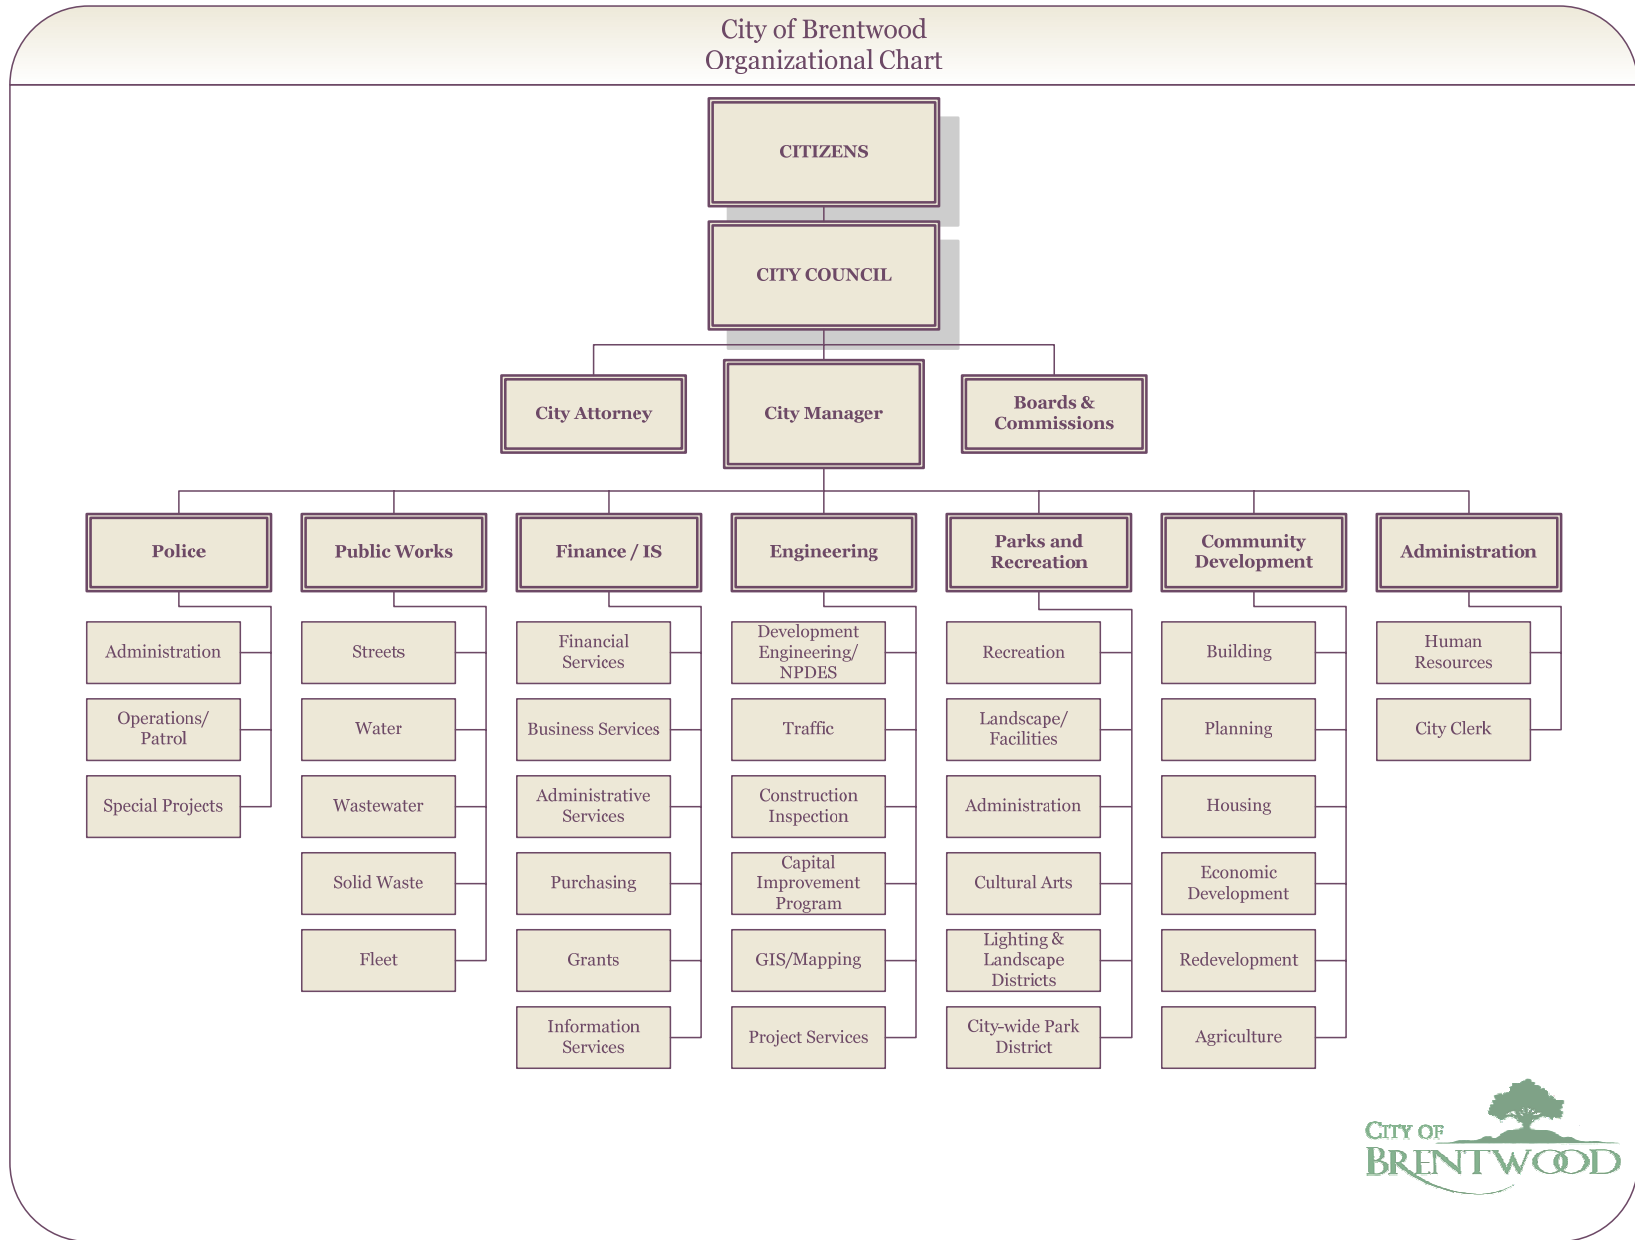 City of Brentwood
Organizational Chart
CITIZENS
CITY COUNCIL
City Attorney
City Manager
Boards &
Commissions
Police
Public Works
Finance / IS
Engineering
Parks and
Recreation
Community
Development
Administration
Administration
Operations/
Patrol
Special Projects
Streets
Water
Wastewater
Solid Waste
Fleet
Financial
Services
Business Services
Administrative
Services
Purchasing
Grants
Information
Services
Development
Engineering/
NPDES
Traffic
Construction
Inspection
Capital
Improvement
Program
GIS/Mapping
Project Services
Recreation
Landscape/
Facilities
Administration
Cultural Arts
Lighting &
Landscape
Districts
City-wide Park
District
Building
Planning
Housing
Economic
Development
Redevelopment
Agriculture
Human
Resources
City Clerk
CITY OF
BRENTWOOD